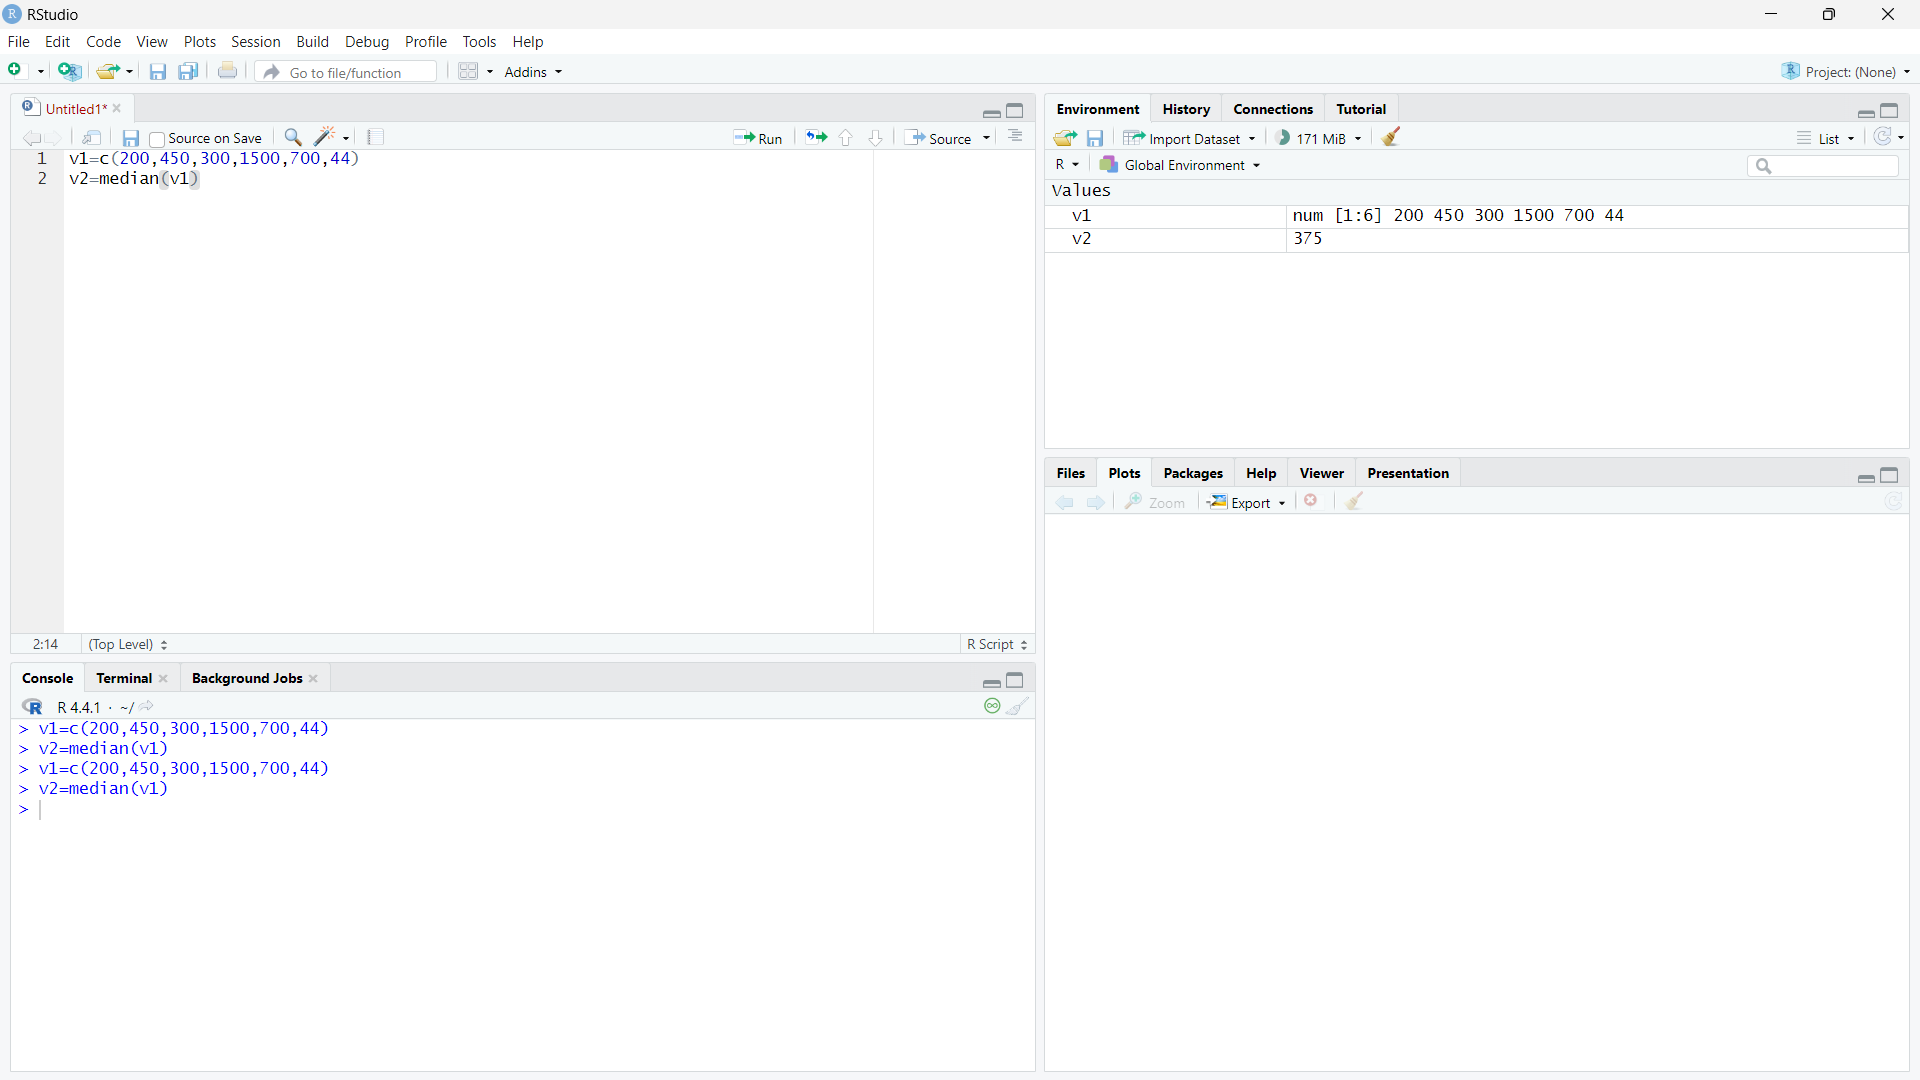 RStudio
File Edit Code View Plots Session Build Debug Profile Tools Help
Go to file/function Addins Project: (None)
Untitled1*
Source on Save Run Source
1 v1=c(200,450,300,1500,700,44)
2 v2=median(v1)
2:14 (Top Level) R Script
Console Terminal Background Jobs
R 4.4.1 · ~/
> v1=c(200,450,300,1500,700,44)
> v2=median(v1)
> v1=c(200,450,300,1500,700,44)
> v2=median(v1)
>
Environment History Connections Tutorial
Import Dataset 171 MiB List
R Global Environment
Values
v1 num [1:6] 200 450 300 1500 700 44
v2 375
Files Plots Packages Help Viewer Presentation
Zoom Export